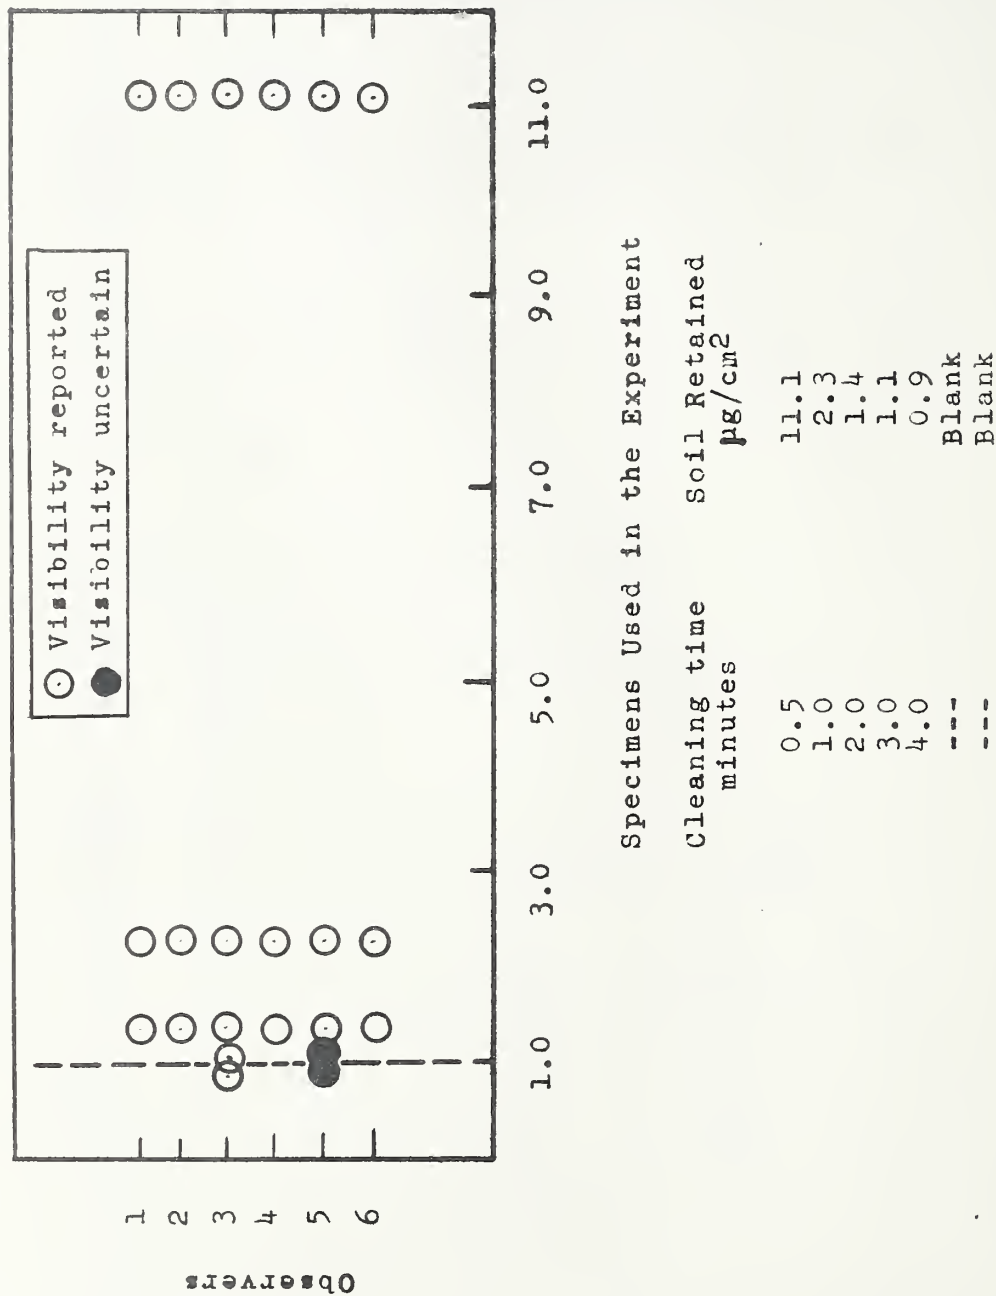 Observers
1
2
3
4
5
6
Visibility reported
Visibility uncertain
1.0 3.0 5.0 7.0 9.0 11.0
Specimens Used in the Experiment
Cleaning time Soil Retained
minutes µg/cm2
0.5 11.1
1.0 2.3
2.0 1.4
3.0 1.1
4.0 0.9
--- Blank
--- Blank